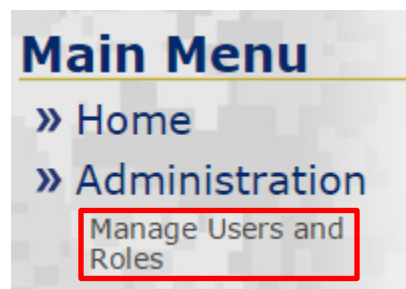 Main Menu
» Home
» Administration
Manage Users and
Roles